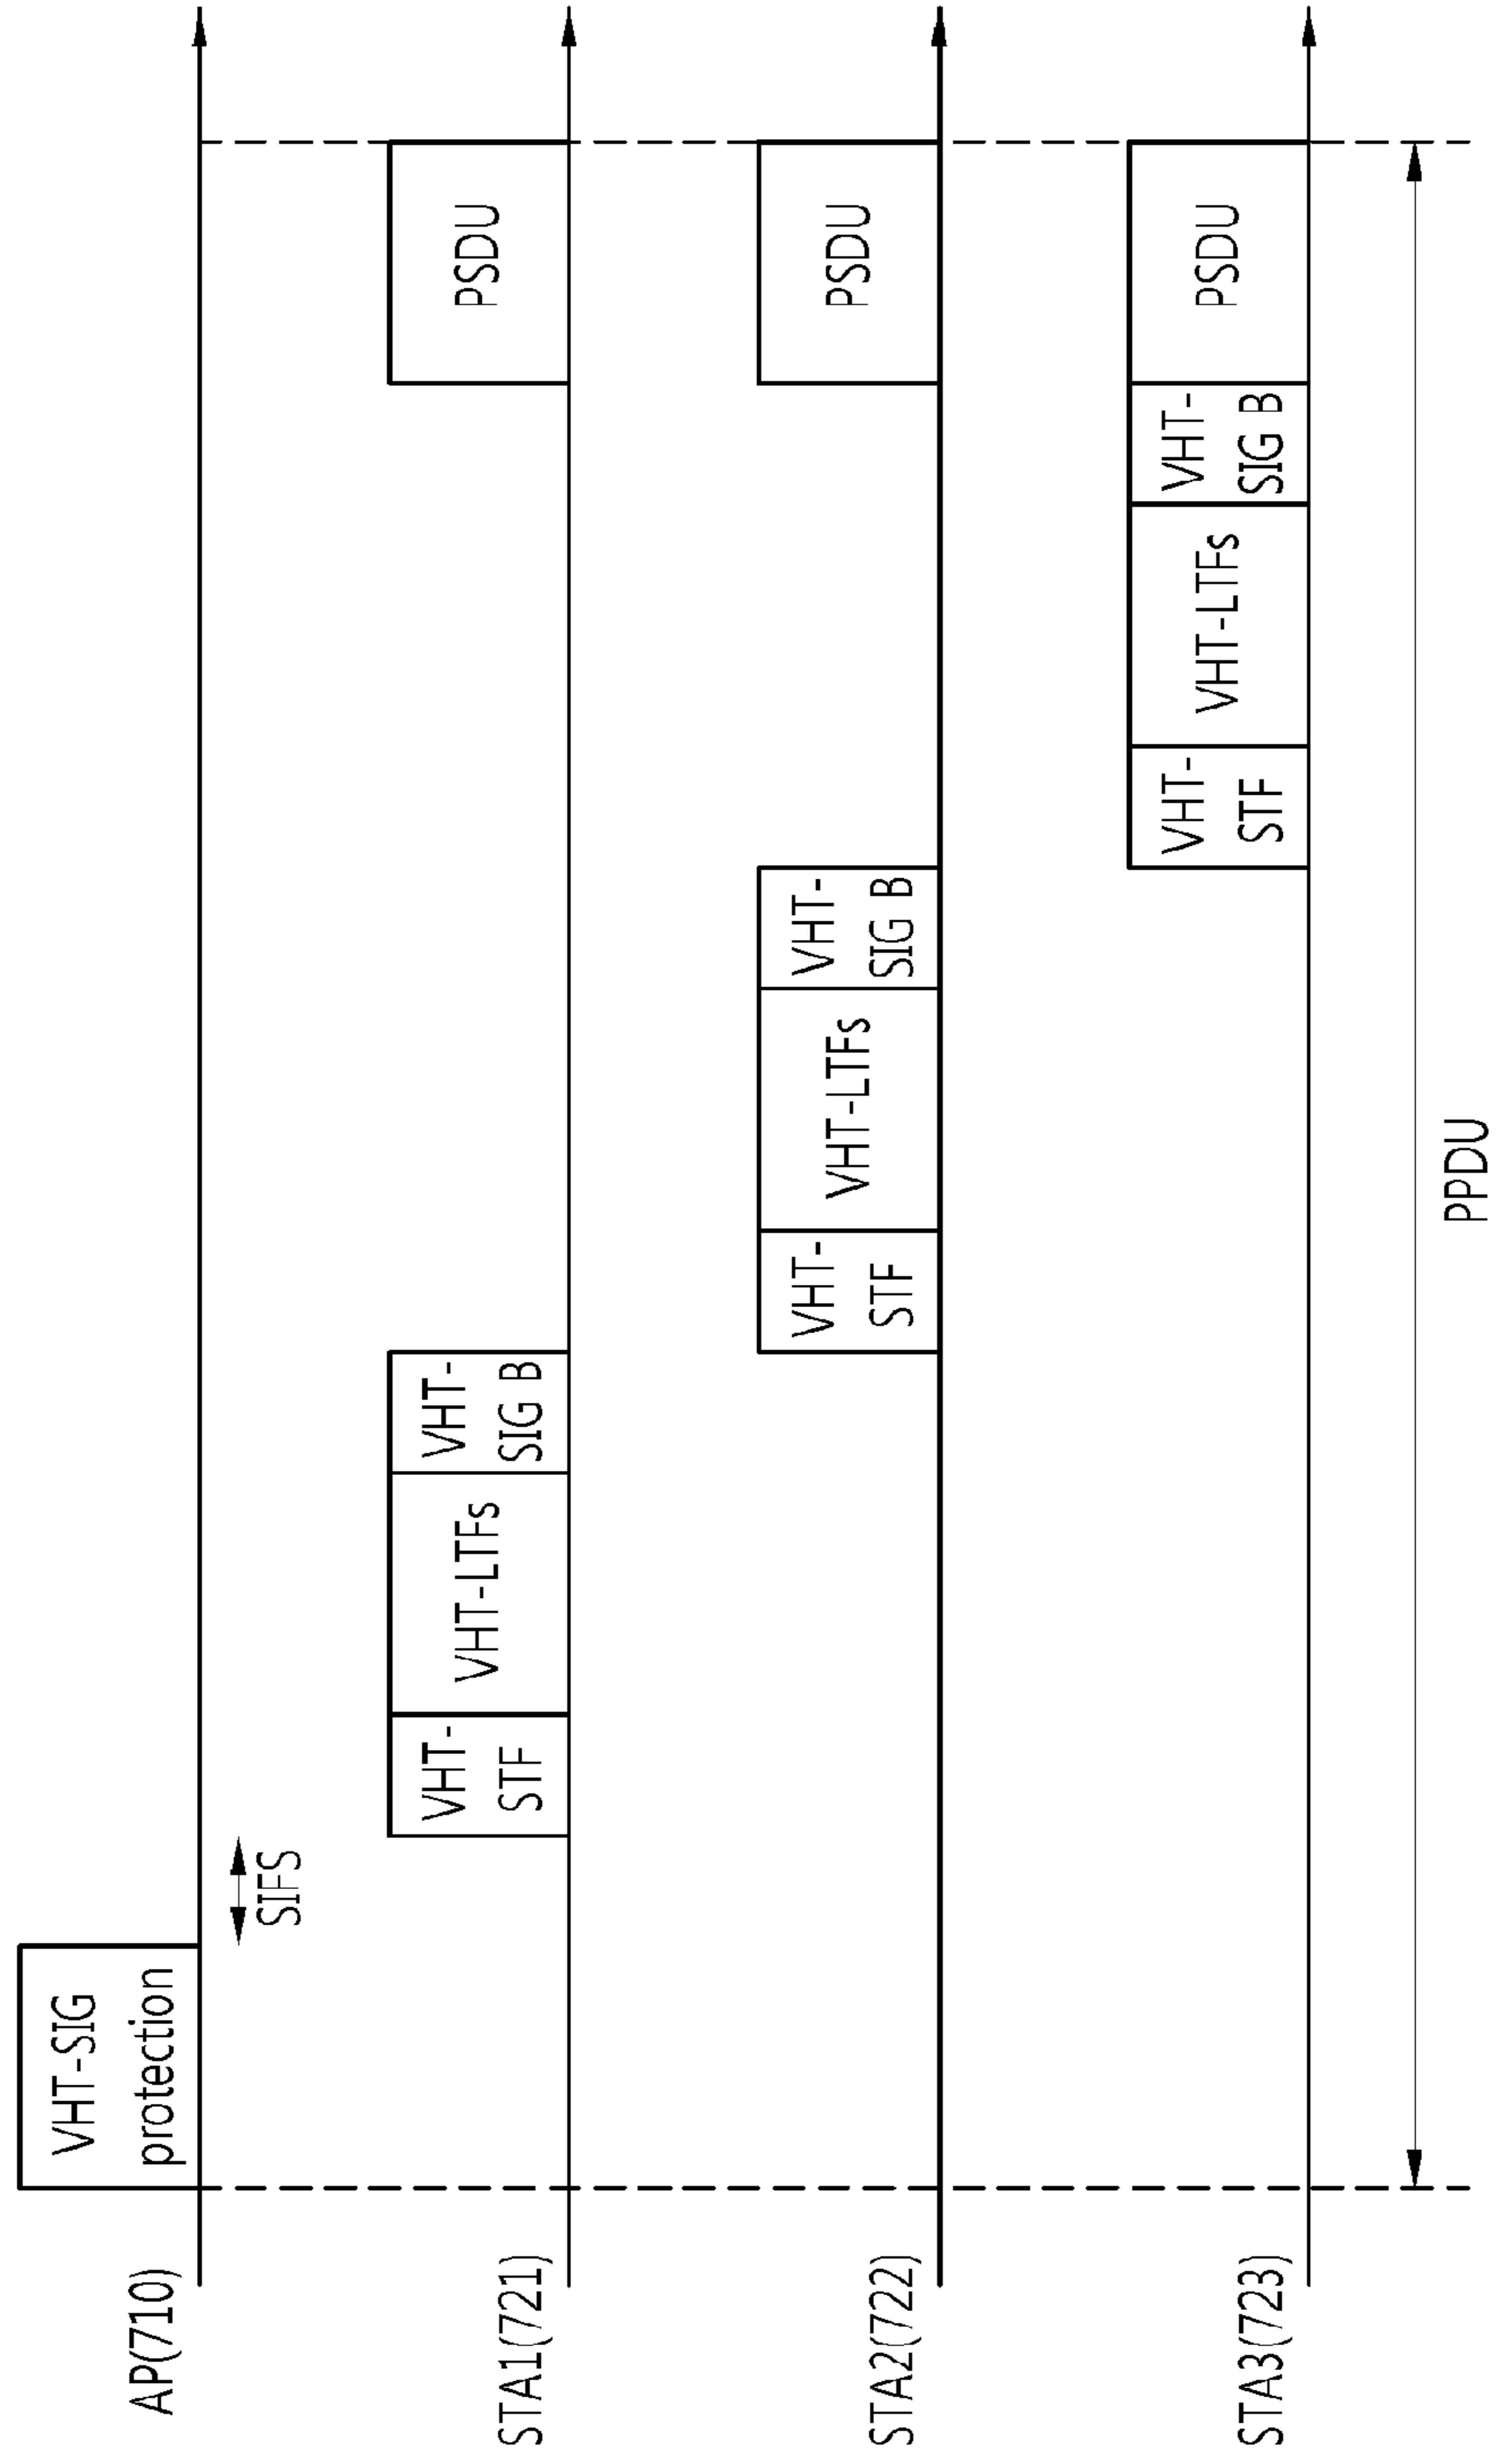 AP(710)
VHT-SIG
protection
SIFS
STA1(721)
VHT-
STF
VHT-LTFs
VHT-
SIG B
PSDU
STA2(722)
VHT-
STF
VHT-LTFs
VHT-
SIG B
PSDU
STA3(723)
VHT-
STF
VHT-LTFs
VHT-
SIG B
PSDU
PPDU